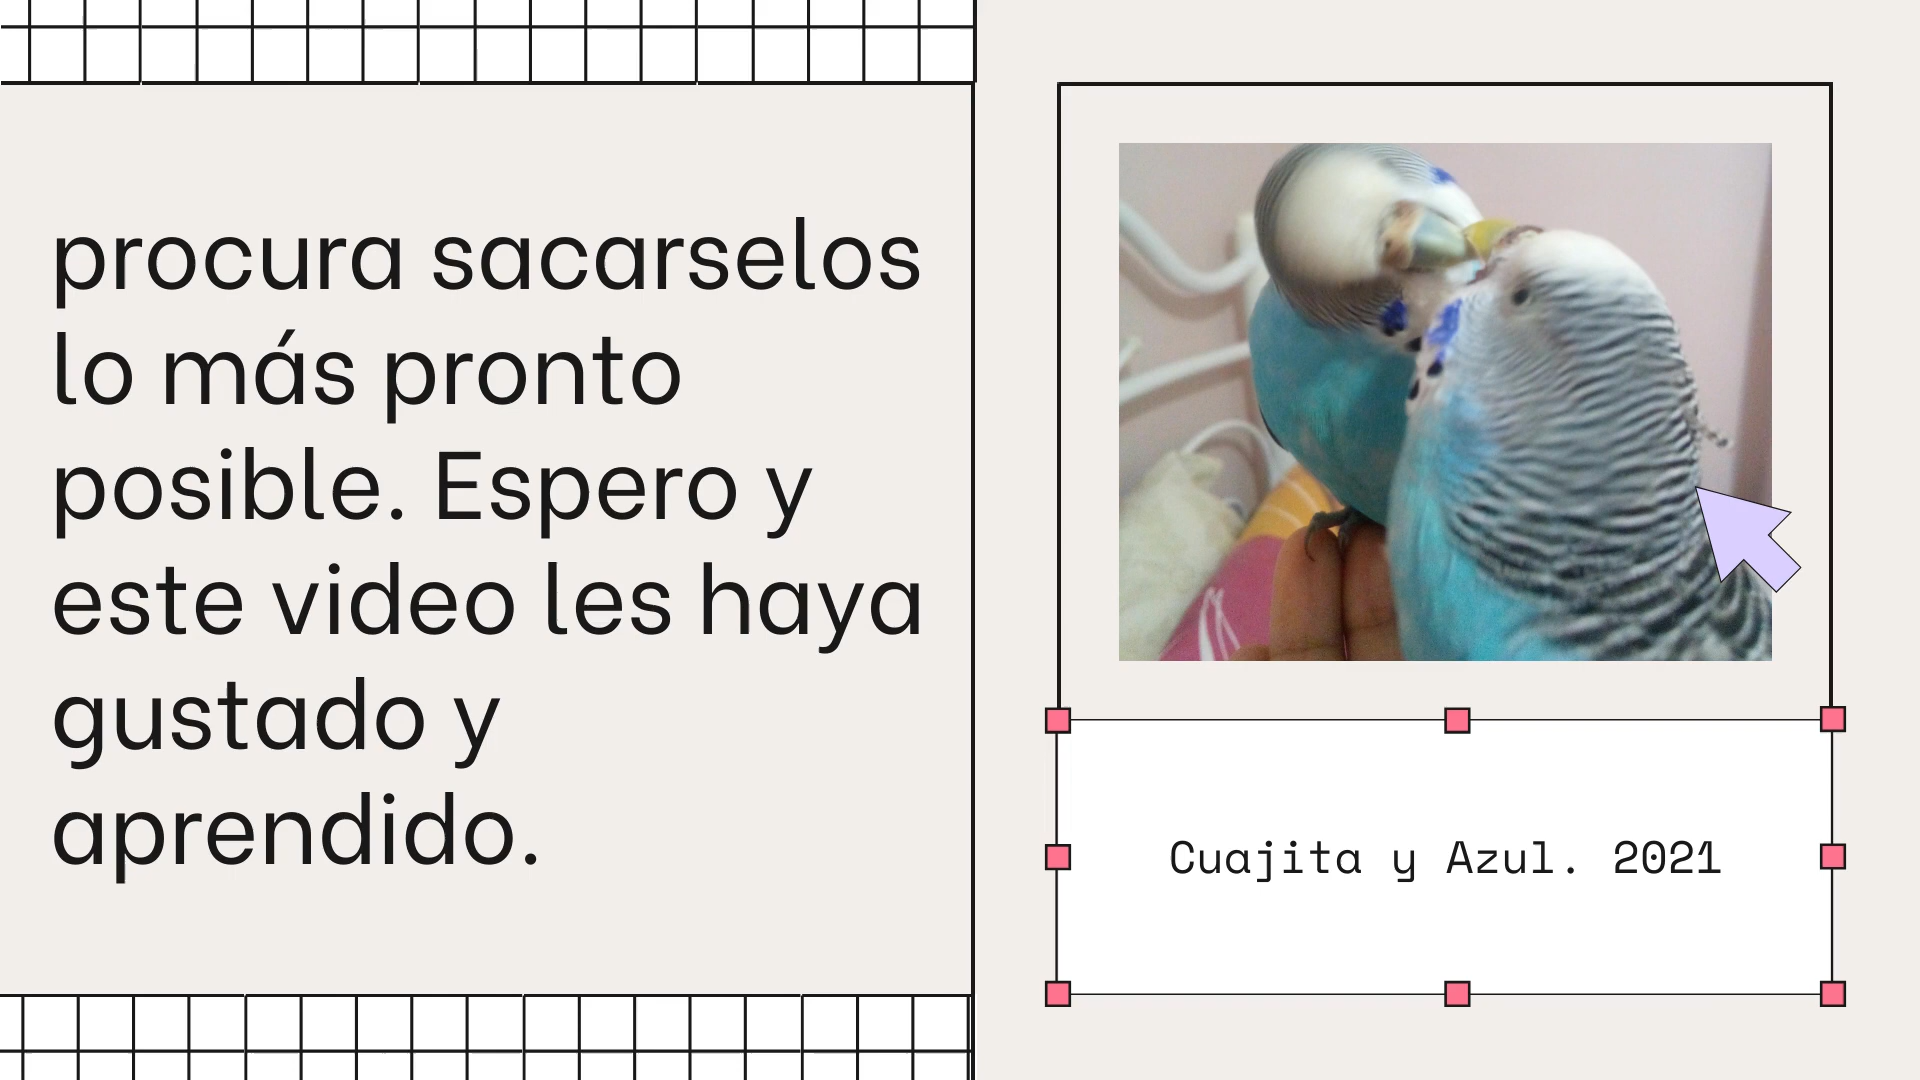 procura sacarselos
lo más pronto
posible. Espero y
este video les haya
gustado y
aprendido.
Cuajita y Azul. 2021